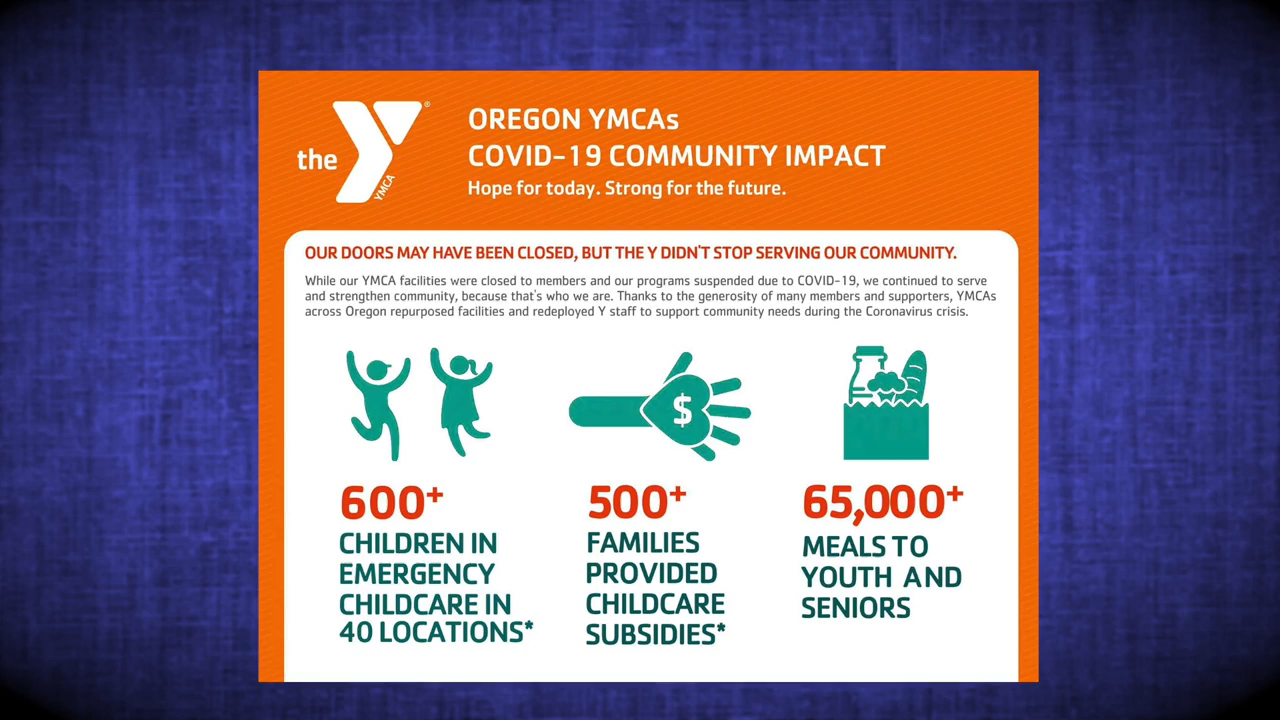 the
YMCA
®
OREGON YMCAs
COVID-19 COMMUNITY IMPACT
Hope for today. Strong for the future.
OUR DOORS MAY HAVE BEEN CLOSED, BUT THE Y DIDN'T STOP SERVING OUR COMMUNITY.
While our YMCA facilities were closed to members and our programs suspended due to COVID-19, we continued to serve
and strengthen community, because that's who we are. Thanks to the generosity of many members and supporters, YMCAs
across Oregon repurposed facilities and redeployed Y staff to support community needs during the Coronavirus crisis.
$
600+
CHILDREN IN
EMERGENCY
CHILDCARE IN
40 LOCATIONS*
500+
FAMILIES
PROVIDED
CHILDCARE
SUBSIDIES*
65,000+
MEALS TO
YOUTH AND
SENIORS